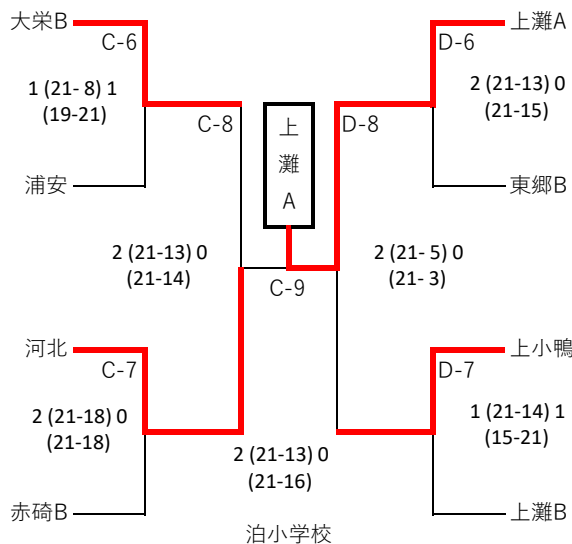 大栄B
上灘A
C-6
D-6
1 (21- 8) 1
(19-21)
2 (21-13) 0
(21-15)
C-8
上灘A
D-8
浦安
東郷B
2 (21-13) 0
(21-14)
2 (21- 5) 0
(21- 3)
C-9
河北
上小鴨
C-7
D-7
2 (21-18) 0
(21-18)
1 (21-14) 1
(15-21)
2 (21-13) 0
(21-16)
赤碕B
上灘B
泊小学校